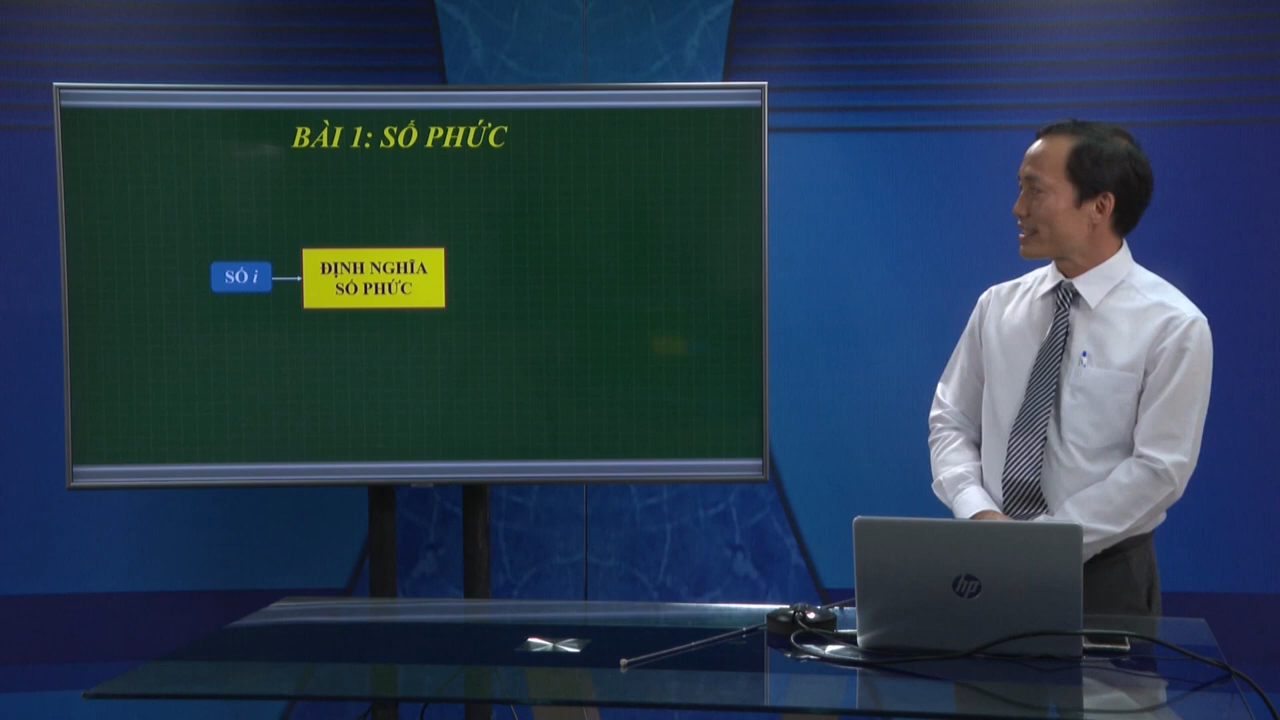 BÀI 1: SỐ PHỨC
SỐ i
ĐỊNH NGHĨA
SỐ PHỨC
hp